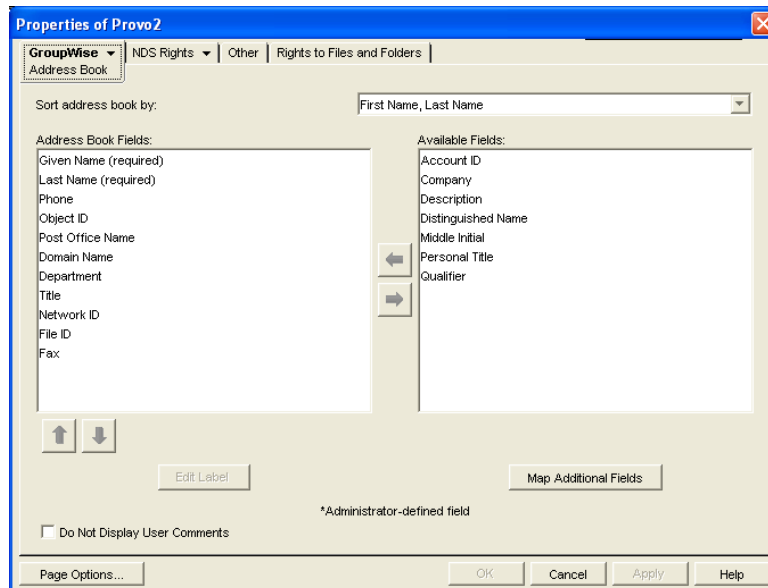 Properties of Provo2
GroupWise NDS Rights Other Rights to Files and Folders
Address Book
Sort address book by: First Name, Last Name
Address Book Fields: Available Fields:
Given Name (required) Account ID
Last Name (required) Company
Phone Description
Object ID Distinguished Name
Post Office Name Middle Initial
Domain Name Personal Title
Department Qualifier
Title
Network ID
File ID
Fax
Edit Label Map Additional Fields
*Administrator-defined field
Do Not Display User Comments
Page Options... OK Cancel Apply Help